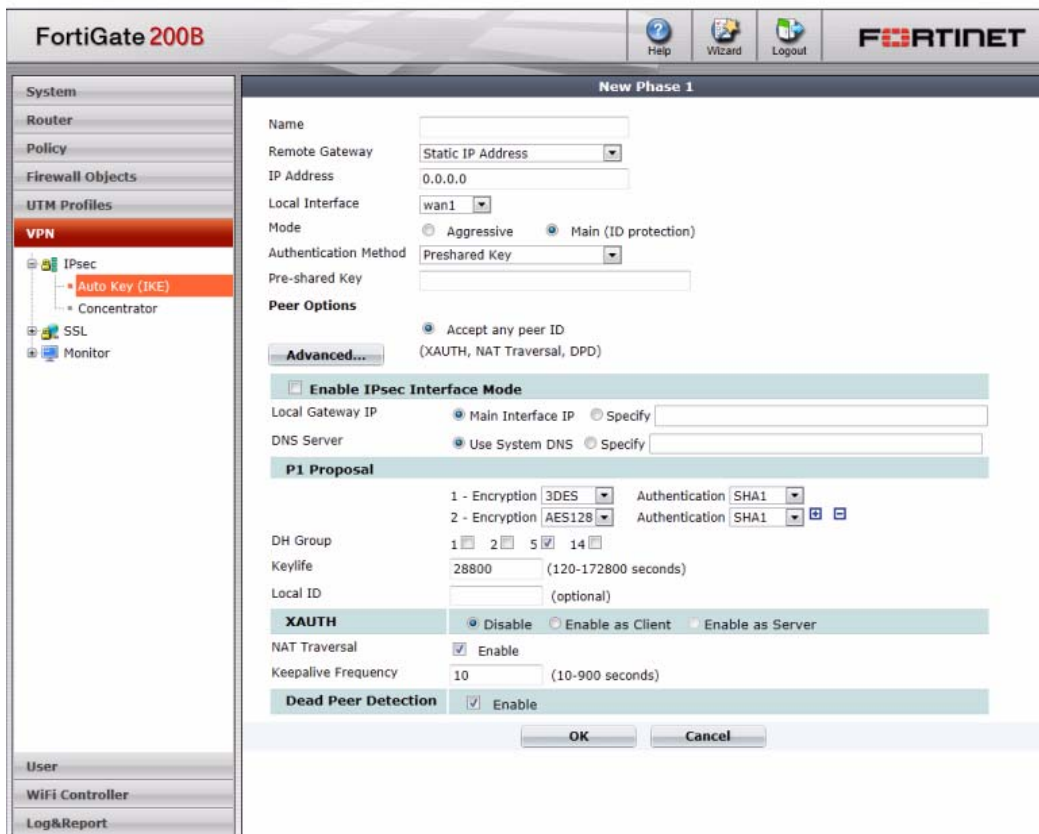 FortiGate 200B
Help
Wizard
Logout
FORTINET
System
Router
Policy
Firewall Objects
UTM Profiles
VPN
IPsec
Auto Key (IKE)
Concentrator
SSL
Monitor
User
WiFi Controller
Log&Report
New Phase 1
Name
Remote Gateway Static IP Address
IP Address 0.0.0.0
Local Interface wan1
Mode Aggressive Main (ID protection)
Authentication Method Preshared Key
Pre-shared Key
Peer Options
Accept any peer ID
Advanced... (XAUTH, NAT Traversal, DPD)
Enable IPsec Interface Mode
Local Gateway IP Main Interface IP Specify
DNS Server Use System DNS Specify
P1 Proposal
1 - Encryption 3DES Authentication SHA1
2 - Encryption AES128 Authentication SHA1
DH Group 1 2 5 14
Keylife 28800 (120-172800 seconds)
Local ID (optional)
XAUTH Disable Enable as Client Enable as Server
NAT Traversal Enable
Keepalive Frequency 10 (10-900 seconds)
Dead Peer Detection Enable
OK Cancel